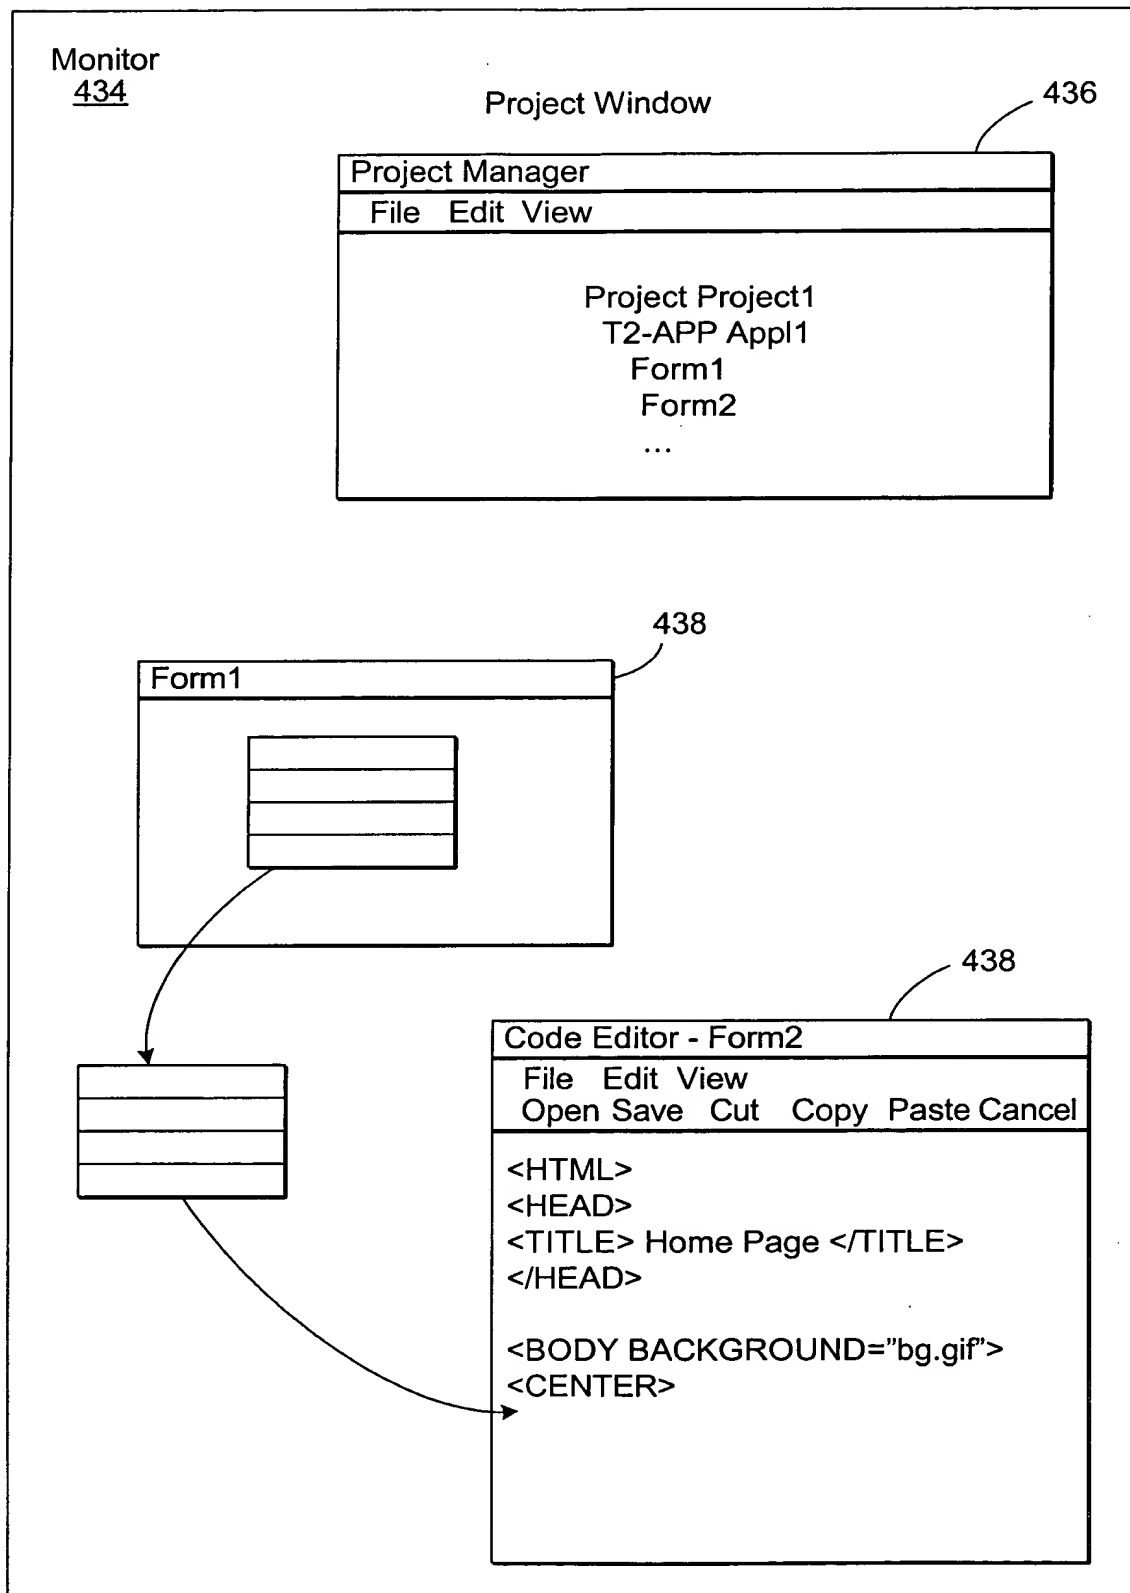 Monitor
434
Project Window
436
Project Manager
File Edit View
Project Project1
T2-APP Appl1
Form1
Form2
...
438
Form1
438
Code Editor - Form2
File Edit View
Open Save Cut Copy Paste Cancel
<HTML>
<HEAD>
<TITLE> Home Page </TITLE>
</HEAD>
<BODY BACKGROUND=”bg.gif”>
<CENTER>